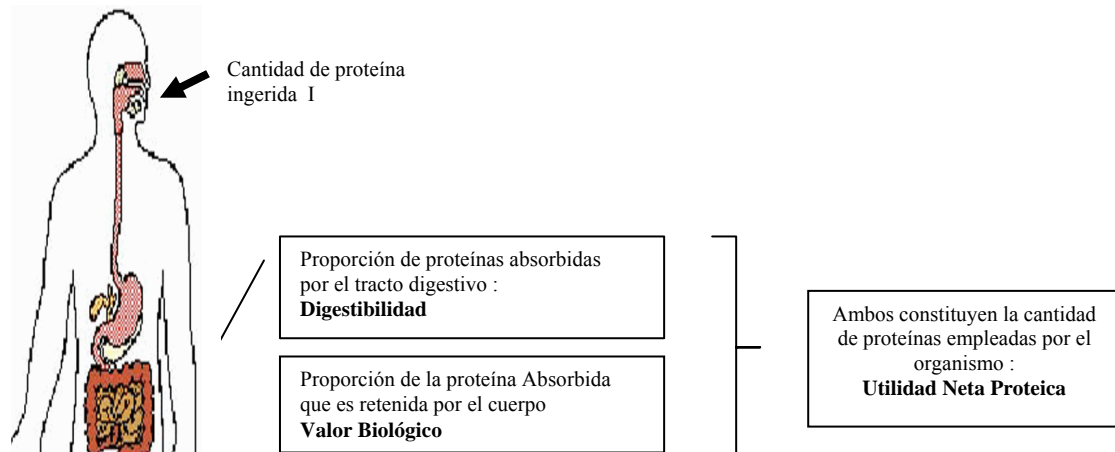 Cantidad de proteína
ingerida I
Proporción de proteínas absorbidas
por el tracto digestivo :
Digestibilidad
Proporción de la proteína Absorbida
que es retenida por el cuerpo
Valor Biológico
Ambos constituyen la cantidad
de proteínas empleadas por el
organismo :
Utilidad Neta Proteica